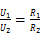 U₁/U₂ = R₁/R₂